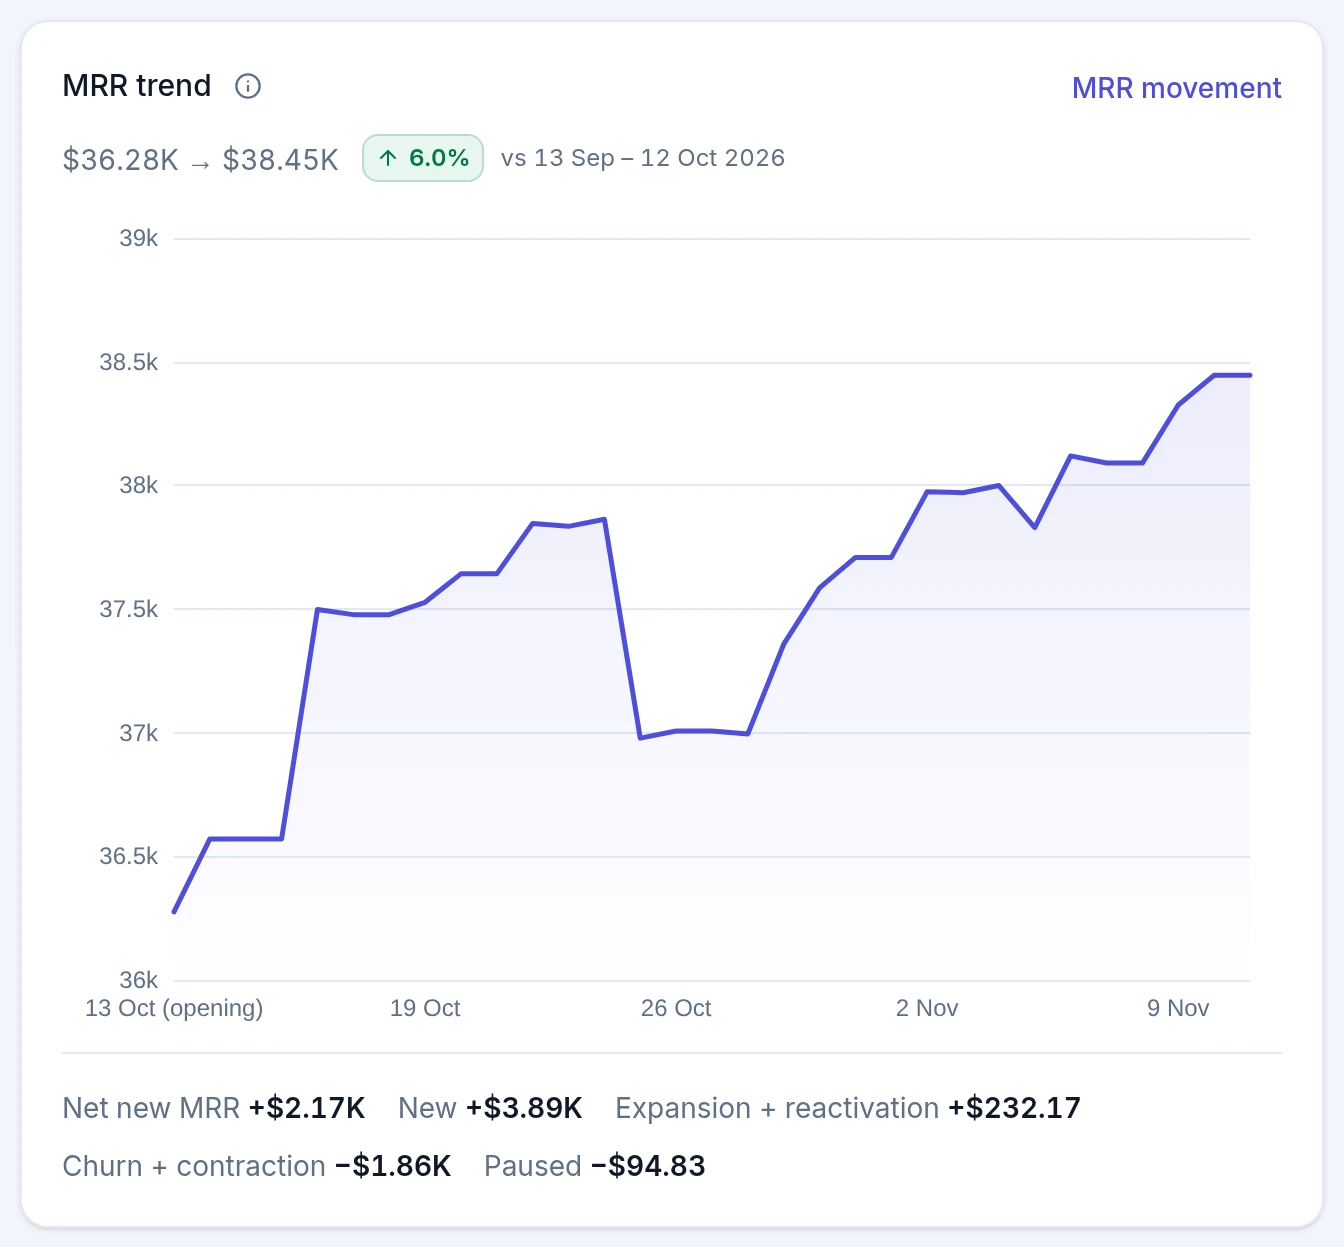 MRR trend
MRR movement
$36.28K → $38.45K ↑ 6.0% vs 13 Sep – 12 Oct 2026
39k
38.5k
38k
37.5k
37k
36.5k
36k
13 Oct (opening) 19 Oct 26 Oct 2 Nov 9 Nov
Net new MRR +$2.17K New +$3.89K Expansion + reactivation +$232.17
Churn + contraction −$1.86K Paused −$94.83